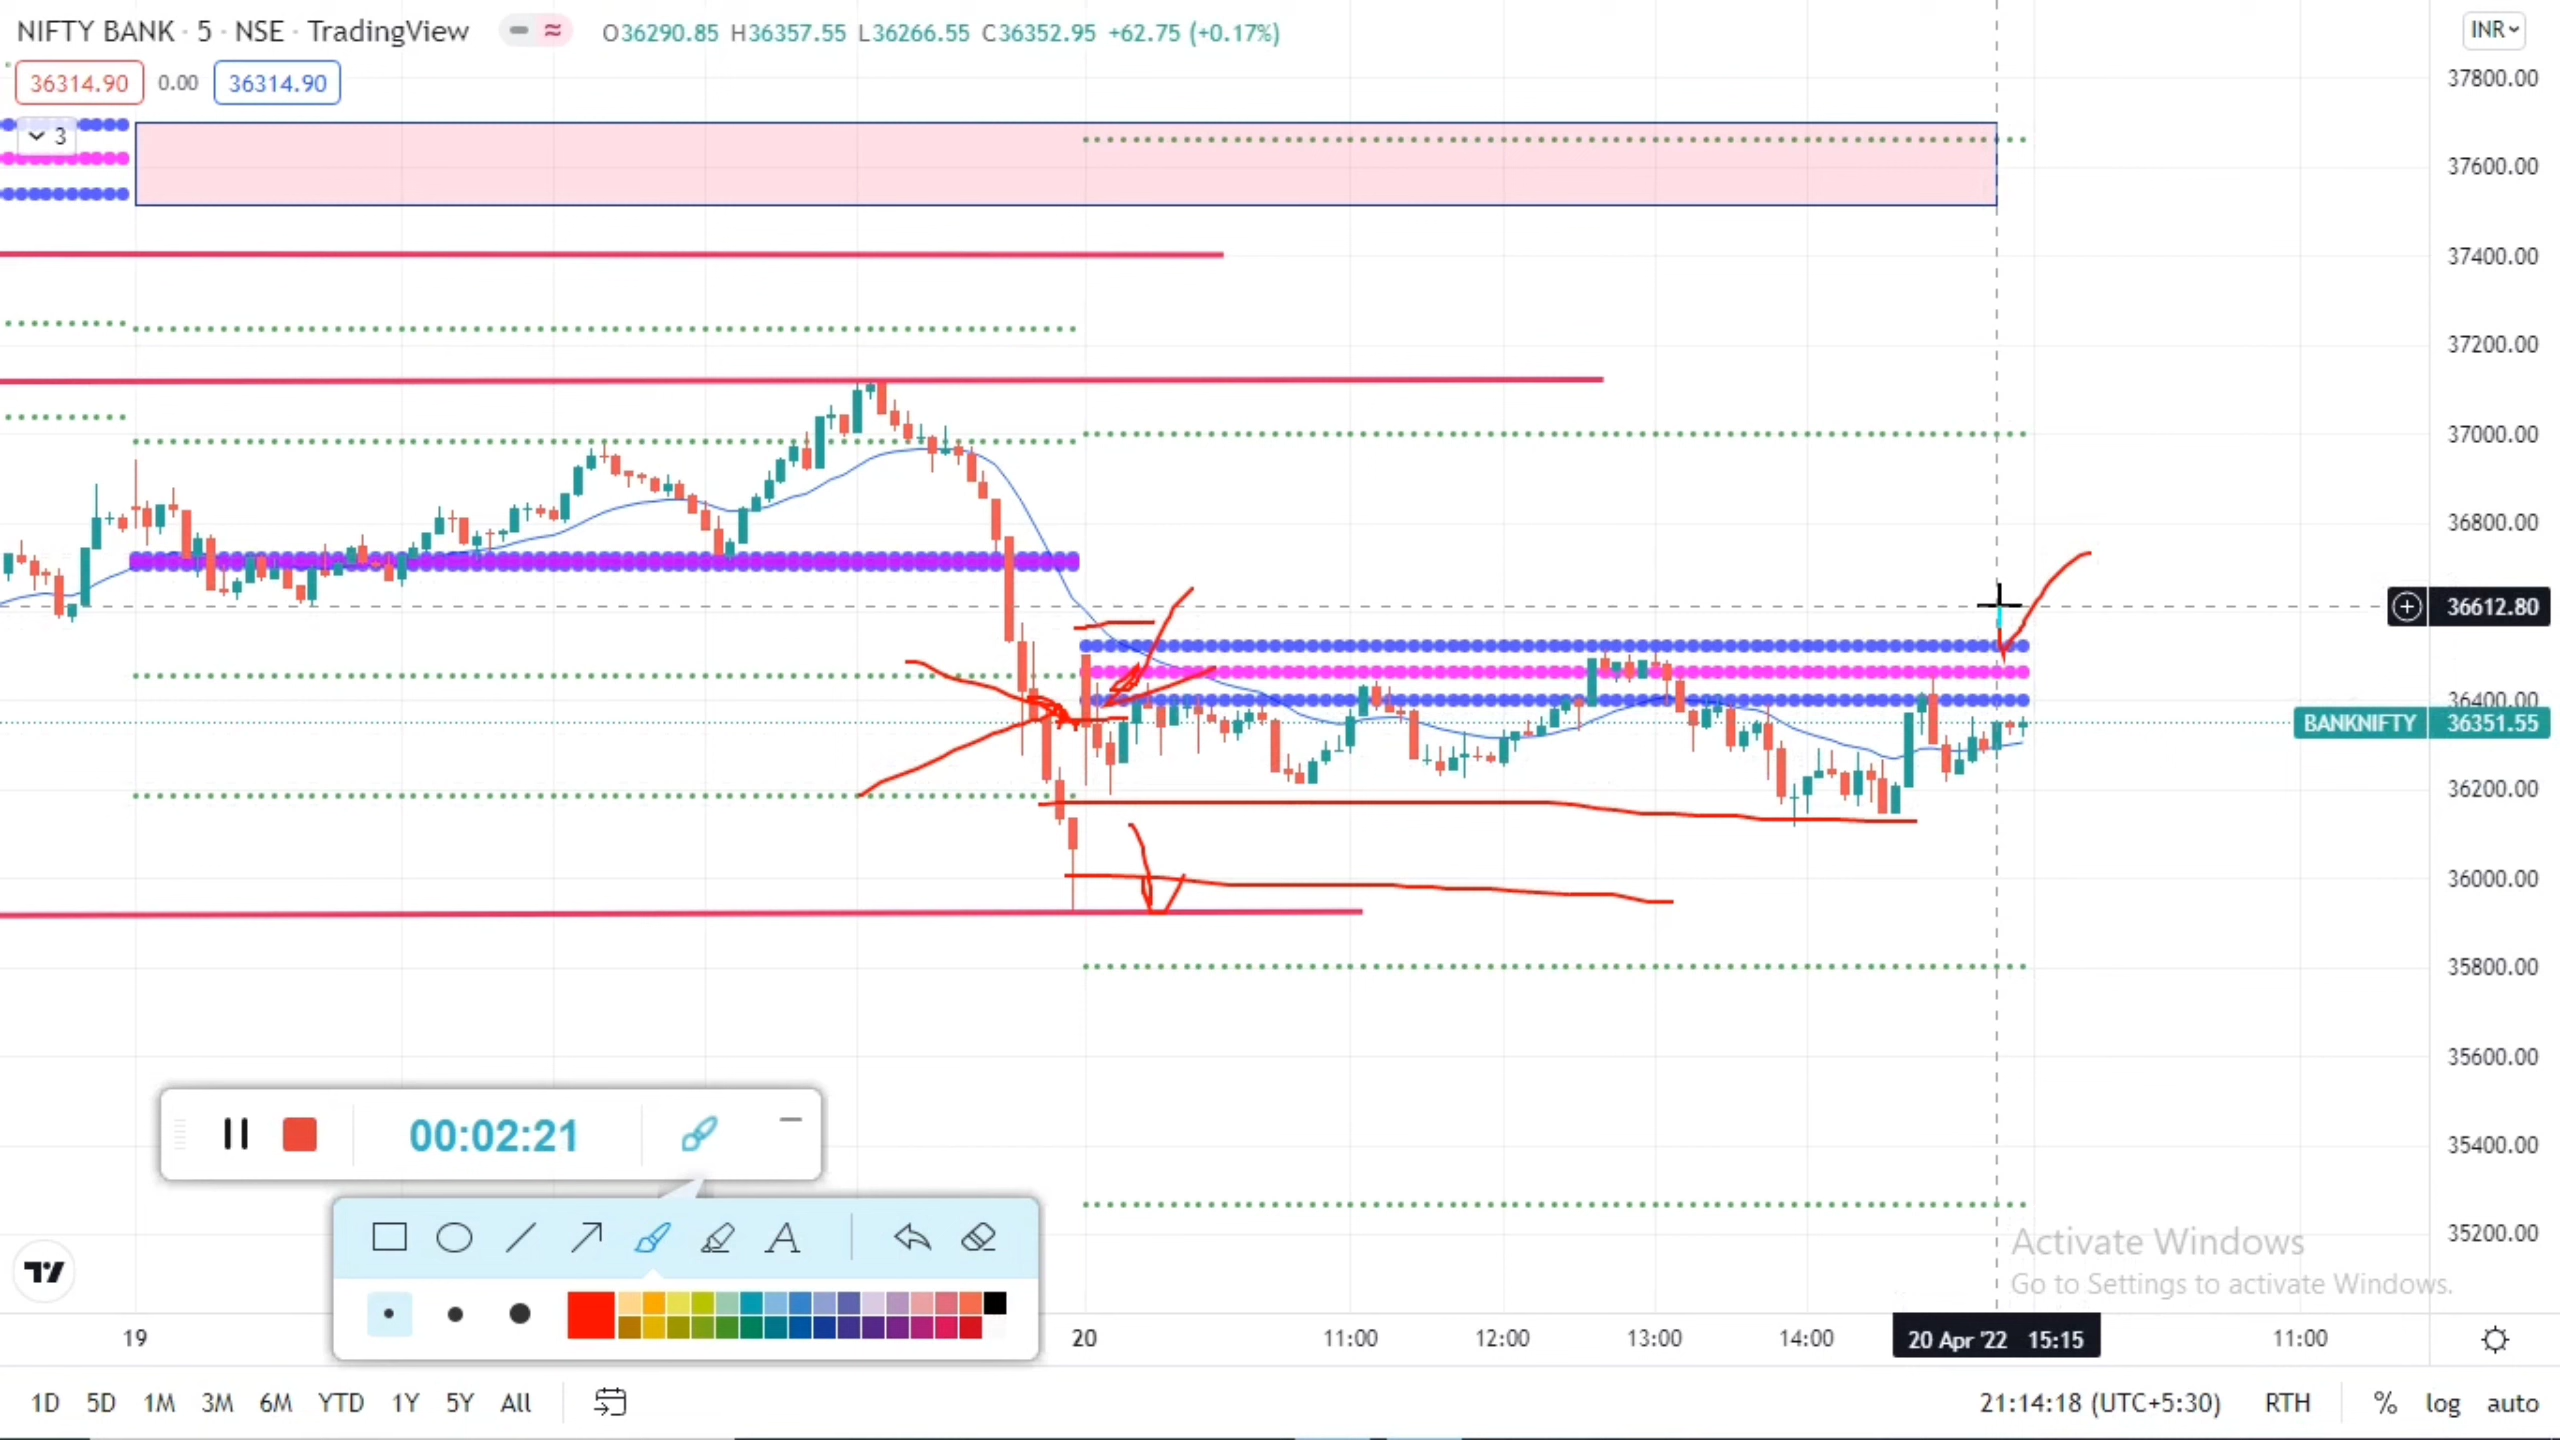 NIFTY BANK · 5 · NSE · TradingView
O36290.85 H36357.55 L36266.55 C36352.95 +62.75 (+0.17%)
INR
36314.90 0.00 36314.90
3
37800.00
37600.00
37400.00
37200.00
37000.00
36800.00
36612.80
36400.00
BANKNIFTY 36351.55
36200.00
36000.00
35800.00
35600.00
35400.00
35200.00
00:02:21
A
Activate Windows
Go to Settings to activate Windows.
19 20 11:00 12:00 13:00 14:00 20 Apr '22 15:15 11:00
1D 5D 1M 3M 6M YTD 1Y 5Y All
21:14:18 (UTC+5:30) RTH % log auto